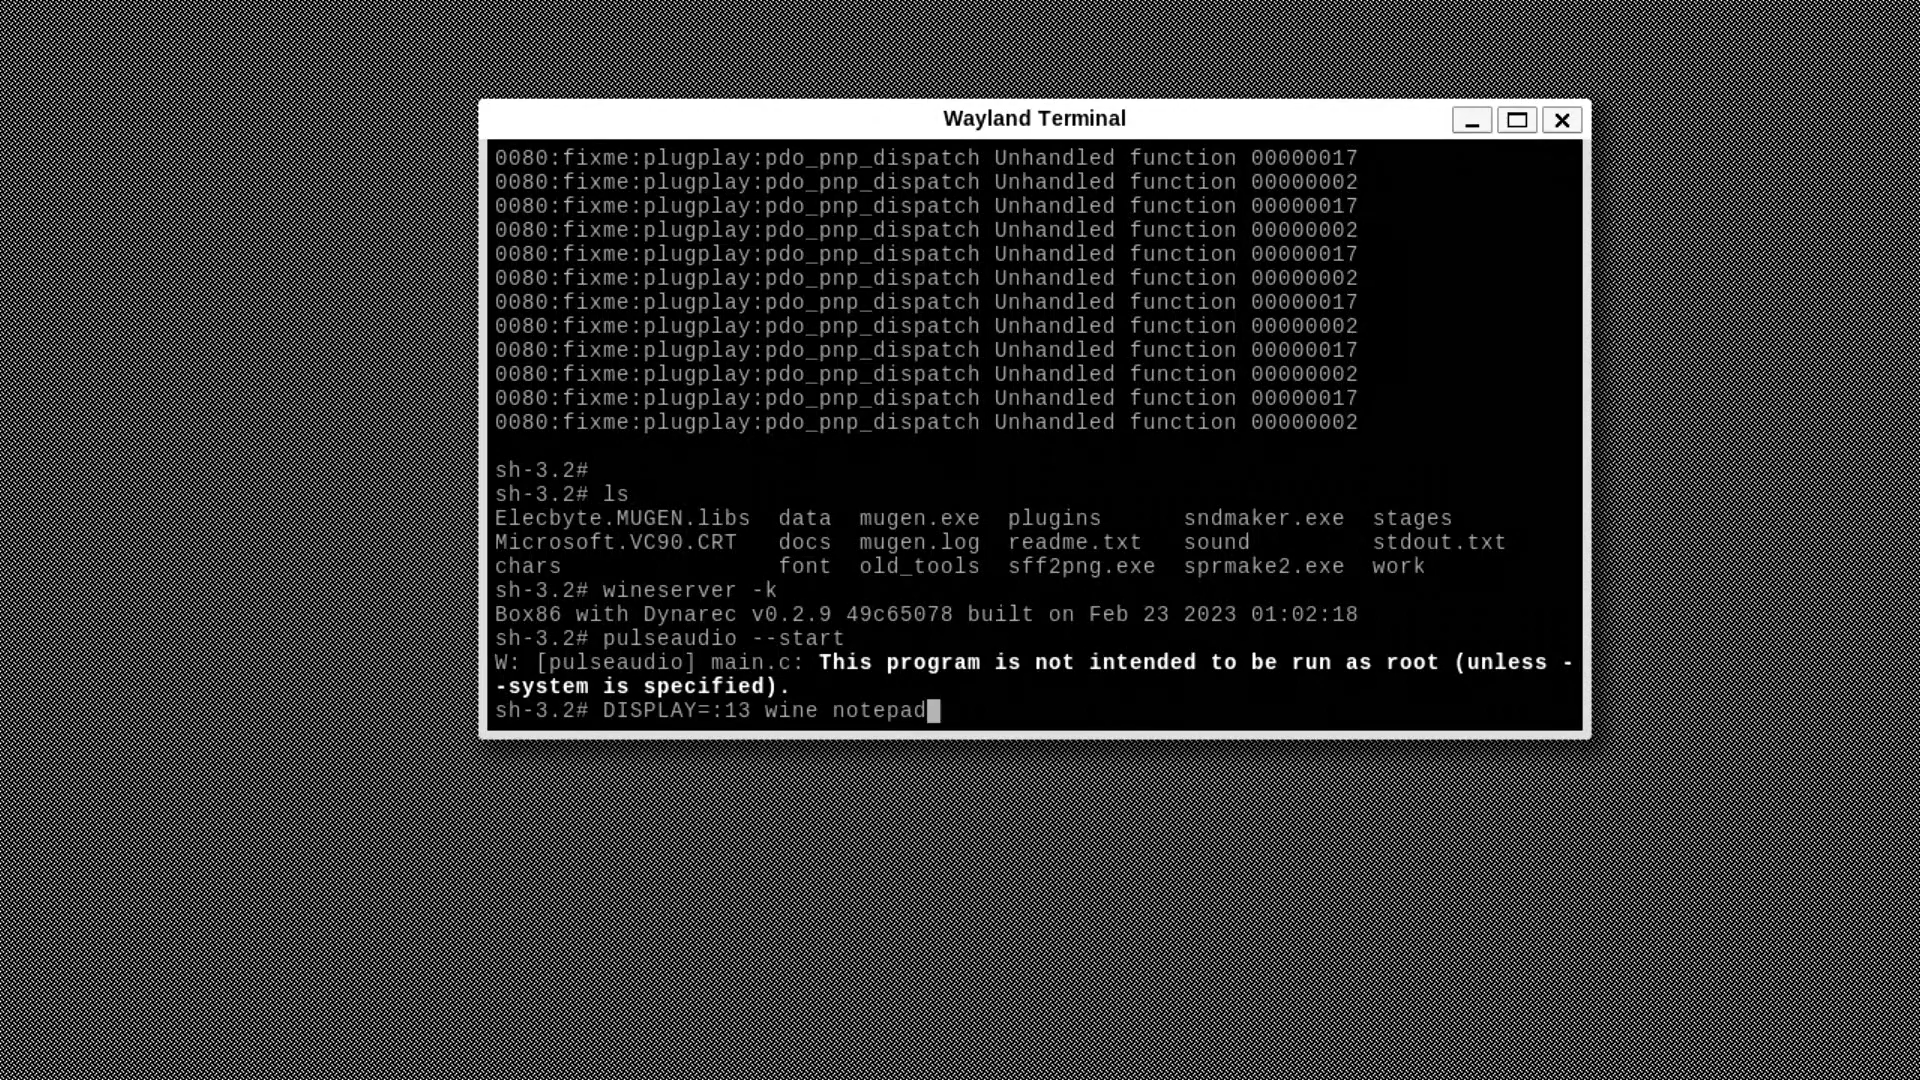 Wayland Terminal
0080:fixme:plugplay:pdo_pnp_dispatch Unhandled function 00000017
0080:fixme:plugplay:pdo_pnp_dispatch Unhandled function 00000002
0080:fixme:plugplay:pdo_pnp_dispatch Unhandled function 00000017
0080:fixme:plugplay:pdo_pnp_dispatch Unhandled function 00000002
0080:fixme:plugplay:pdo_pnp_dispatch Unhandled function 00000017
0080:fixme:plugplay:pdo_pnp_dispatch Unhandled function 00000002
0080:fixme:plugplay:pdo_pnp_dispatch Unhandled function 00000017
0080:fixme:plugplay:pdo_pnp_dispatch Unhandled function 00000002
0080:fixme:plugplay:pdo_pnp_dispatch Unhandled function 00000017
0080:fixme:plugplay:pdo_pnp_dispatch Unhandled function 00000002
0080:fixme:plugplay:pdo_pnp_dispatch Unhandled function 00000017
0080:fixme:plugplay:pdo_pnp_dispatch Unhandled function 00000002
sh-3.2#
sh-3.2# ls
Elecbyte.MUGEN.libs  data  mugen.exe  plugins      sndmaker.exe  stages
Microsoft.VC90.CRT   docs  mugen.log  readme.txt   sound         stdout.txt
chars                font  old_tools  sff2png.exe  sprmake2.exe  work
sh-3.2# wineserver -k
Box86 with Dynarec v0.2.9 49c65078 built on Feb 23 2023 01:02:18
sh-3.2# pulseaudio --start
W: [pulseaudio] main.c: This program is not intended to be run as root (unless -
-system is specified).
sh-3.2# DISPLAY=:13 wine notepad